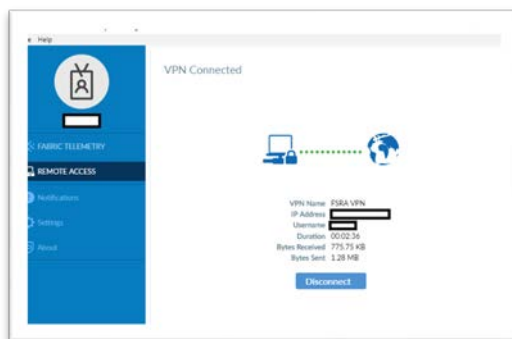 Help
VPN Connected
FABRIC TELEMETRY
REMOTE ACCESS
Notifications
Settings
About
VPN Name FSRA VPN
IP Address
Username
Duration 00:02:36
Bytes Received 775.75 KB
Bytes Sent 1.28 MB
Disconnect